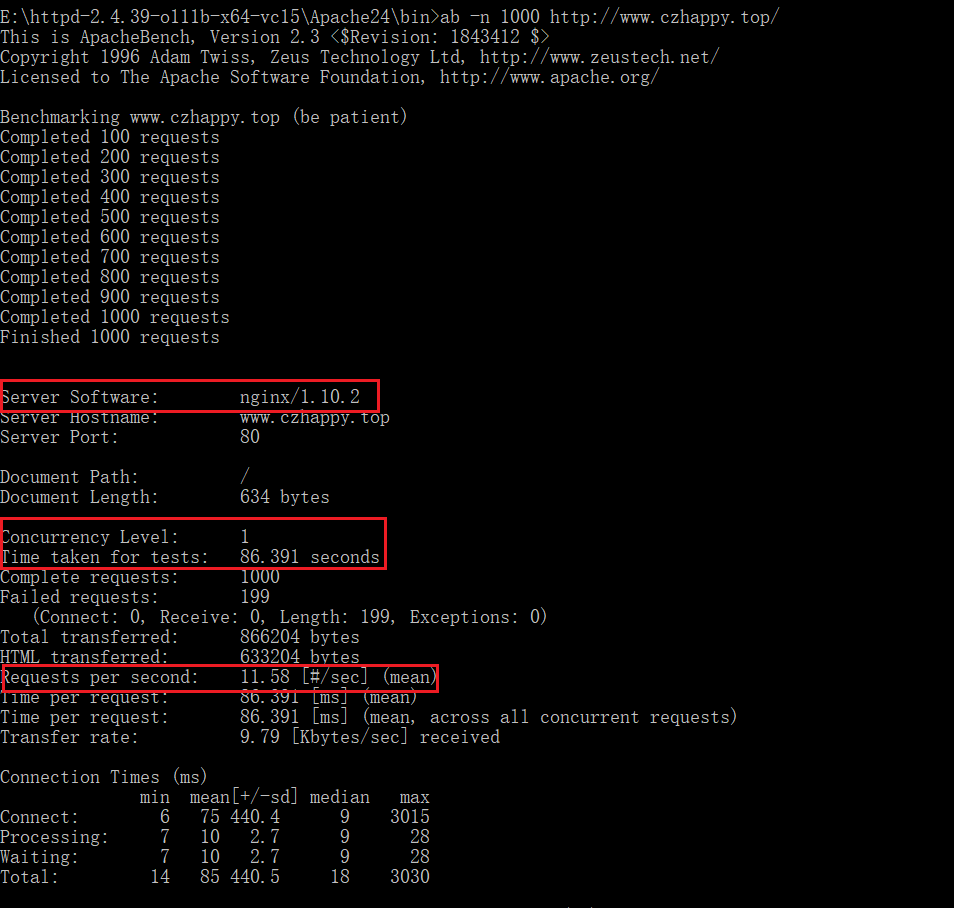 E:\httpd-2.4.39-o111b-x64-vc15\Apache24\bin>ab -n 1000 http://www.czhappy.top/
This is ApacheBench, Version 2.3 <$Revision: 1843412 $>
Copyright 1996 Adam Twiss, Zeus Technology Ltd, http://www.zeustech.net/
Licensed to The Apache Software Foundation, http://www.apache.org/
Benchmarking www.czhappy.top (be patient)
Completed 100 requests
Completed 200 requests
Completed 300 requests
Completed 400 requests
Completed 500 requests
Completed 600 requests
Completed 700 requests
Completed 800 requests
Completed 900 requests
Completed 1000 requests
Finished 1000 requests
Server Software: nginx/1.10.2
Server Hostname: www.czhappy.top
Server Port: 80
Document Path: /
Document Length: 634 bytes
Concurrency Level: 1
Time taken for tests: 86.391 seconds
Complete requests: 1000
Failed requests: 199
(Connect: 0, Receive: 0, Length: 199, Exceptions: 0)
Total transferred: 866204 bytes
HTML transferred: 633204 bytes
Requests per second: 11.58 [#/sec] (mean)
Time per request: 86.391 [ms] (mean)
Time per request: 86.391 [ms] (mean, across all concurrent requests)
Transfer rate: 9.79 [Kbytes/sec] received
Connection Times (ms)
min mean[+/-sd] median max
Connect: 6 75 440.4 9 3015
Processing: 7 10 2.7 9 28
Waiting: 7 10 2.7 9 28
Total: 14 85 440.5 18 3030